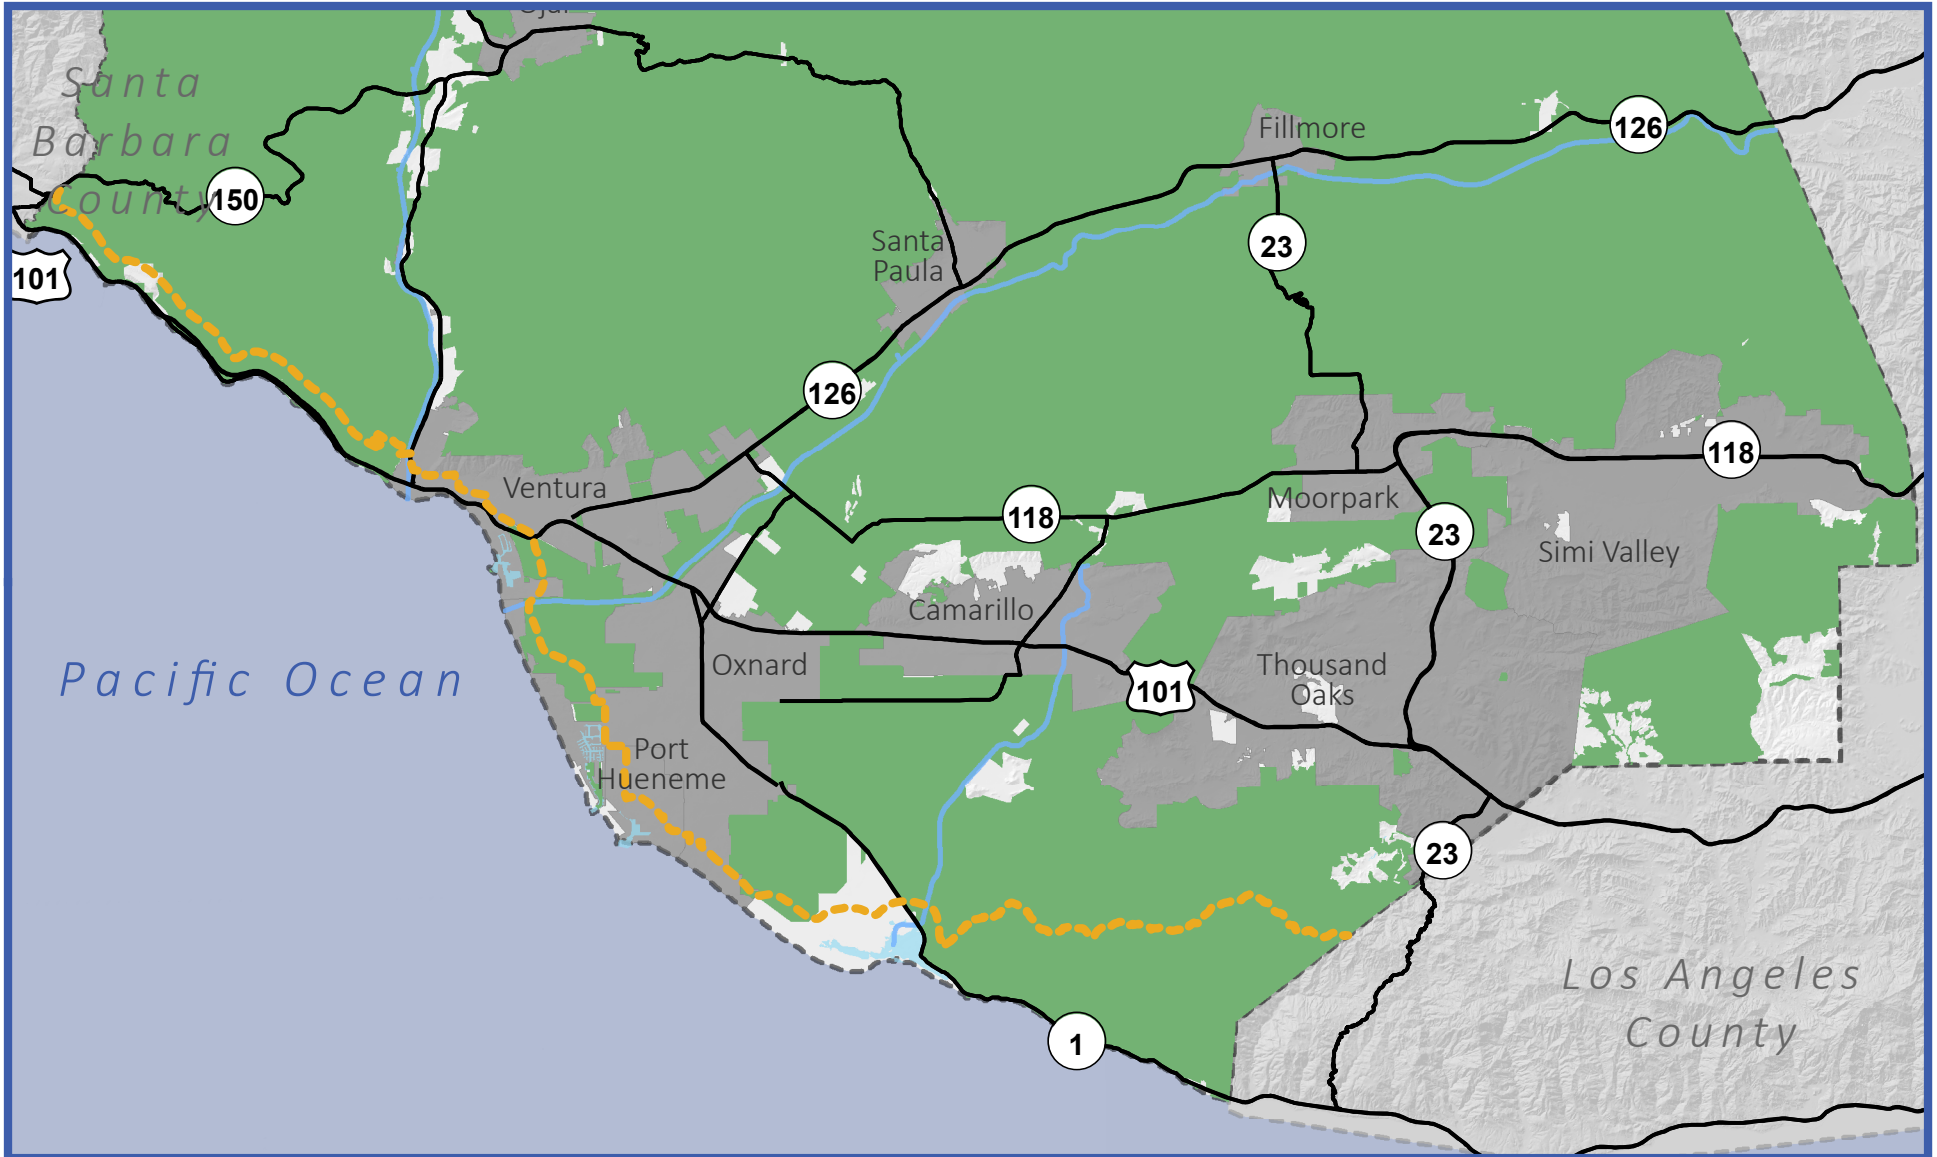 Ojai
Santa
Barbara
County
150
101
Fillmore
126
23
Santa
Paula
126
118
Ventura
118
Moorpark
23
Simi Valley
Camarillo
Oxnard
Thousand
Oaks
101
Pacific Ocean
Port
Hueneme
23
Los Angeles
County
1